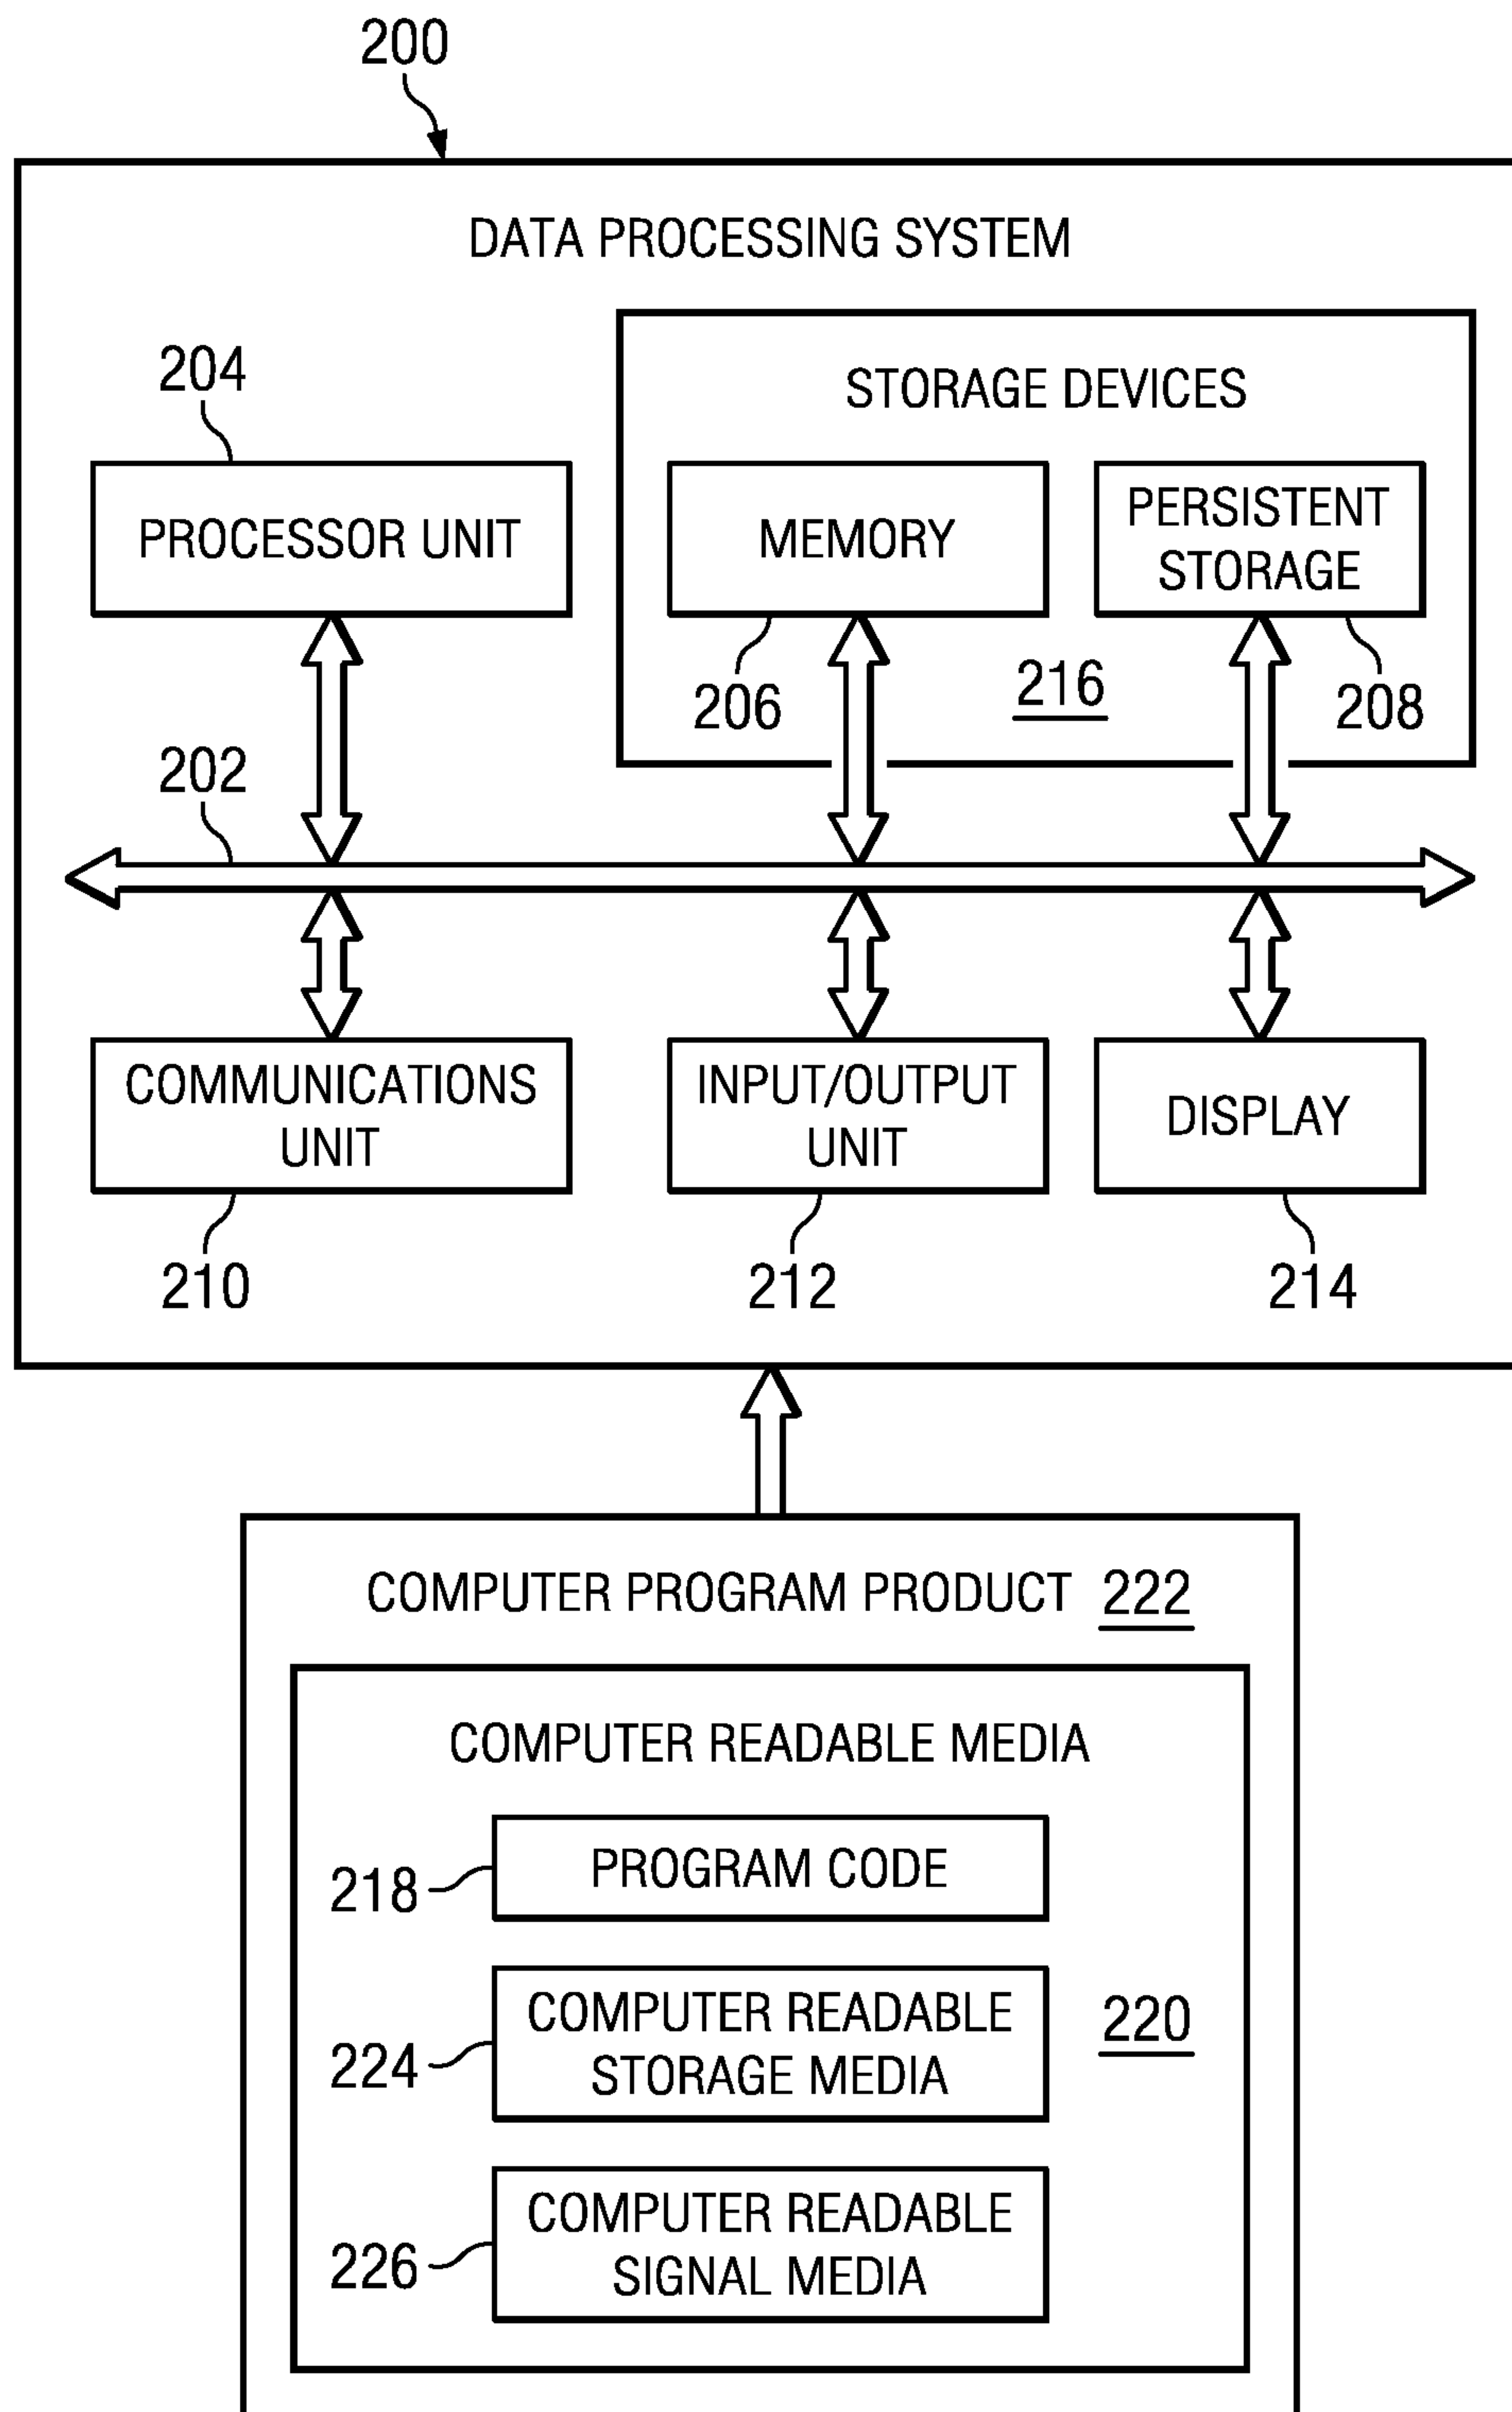 200
DATA PROCESSING SYSTEM
204
STORAGE DEVICES
PROCESSOR UNIT
MEMORY
PERSISTENT
STORAGE
206
216
208
202
COMMUNICATIONS
UNIT
INPUT/OUTPUT
UNIT
DISPLAY
210
212
214
COMPUTER PROGRAM PRODUCT 222
COMPUTER READABLE MEDIA
218
PROGRAM CODE
224
COMPUTER READABLE
STORAGE MEDIA
220
226
COMPUTER READABLE
SIGNAL MEDIA